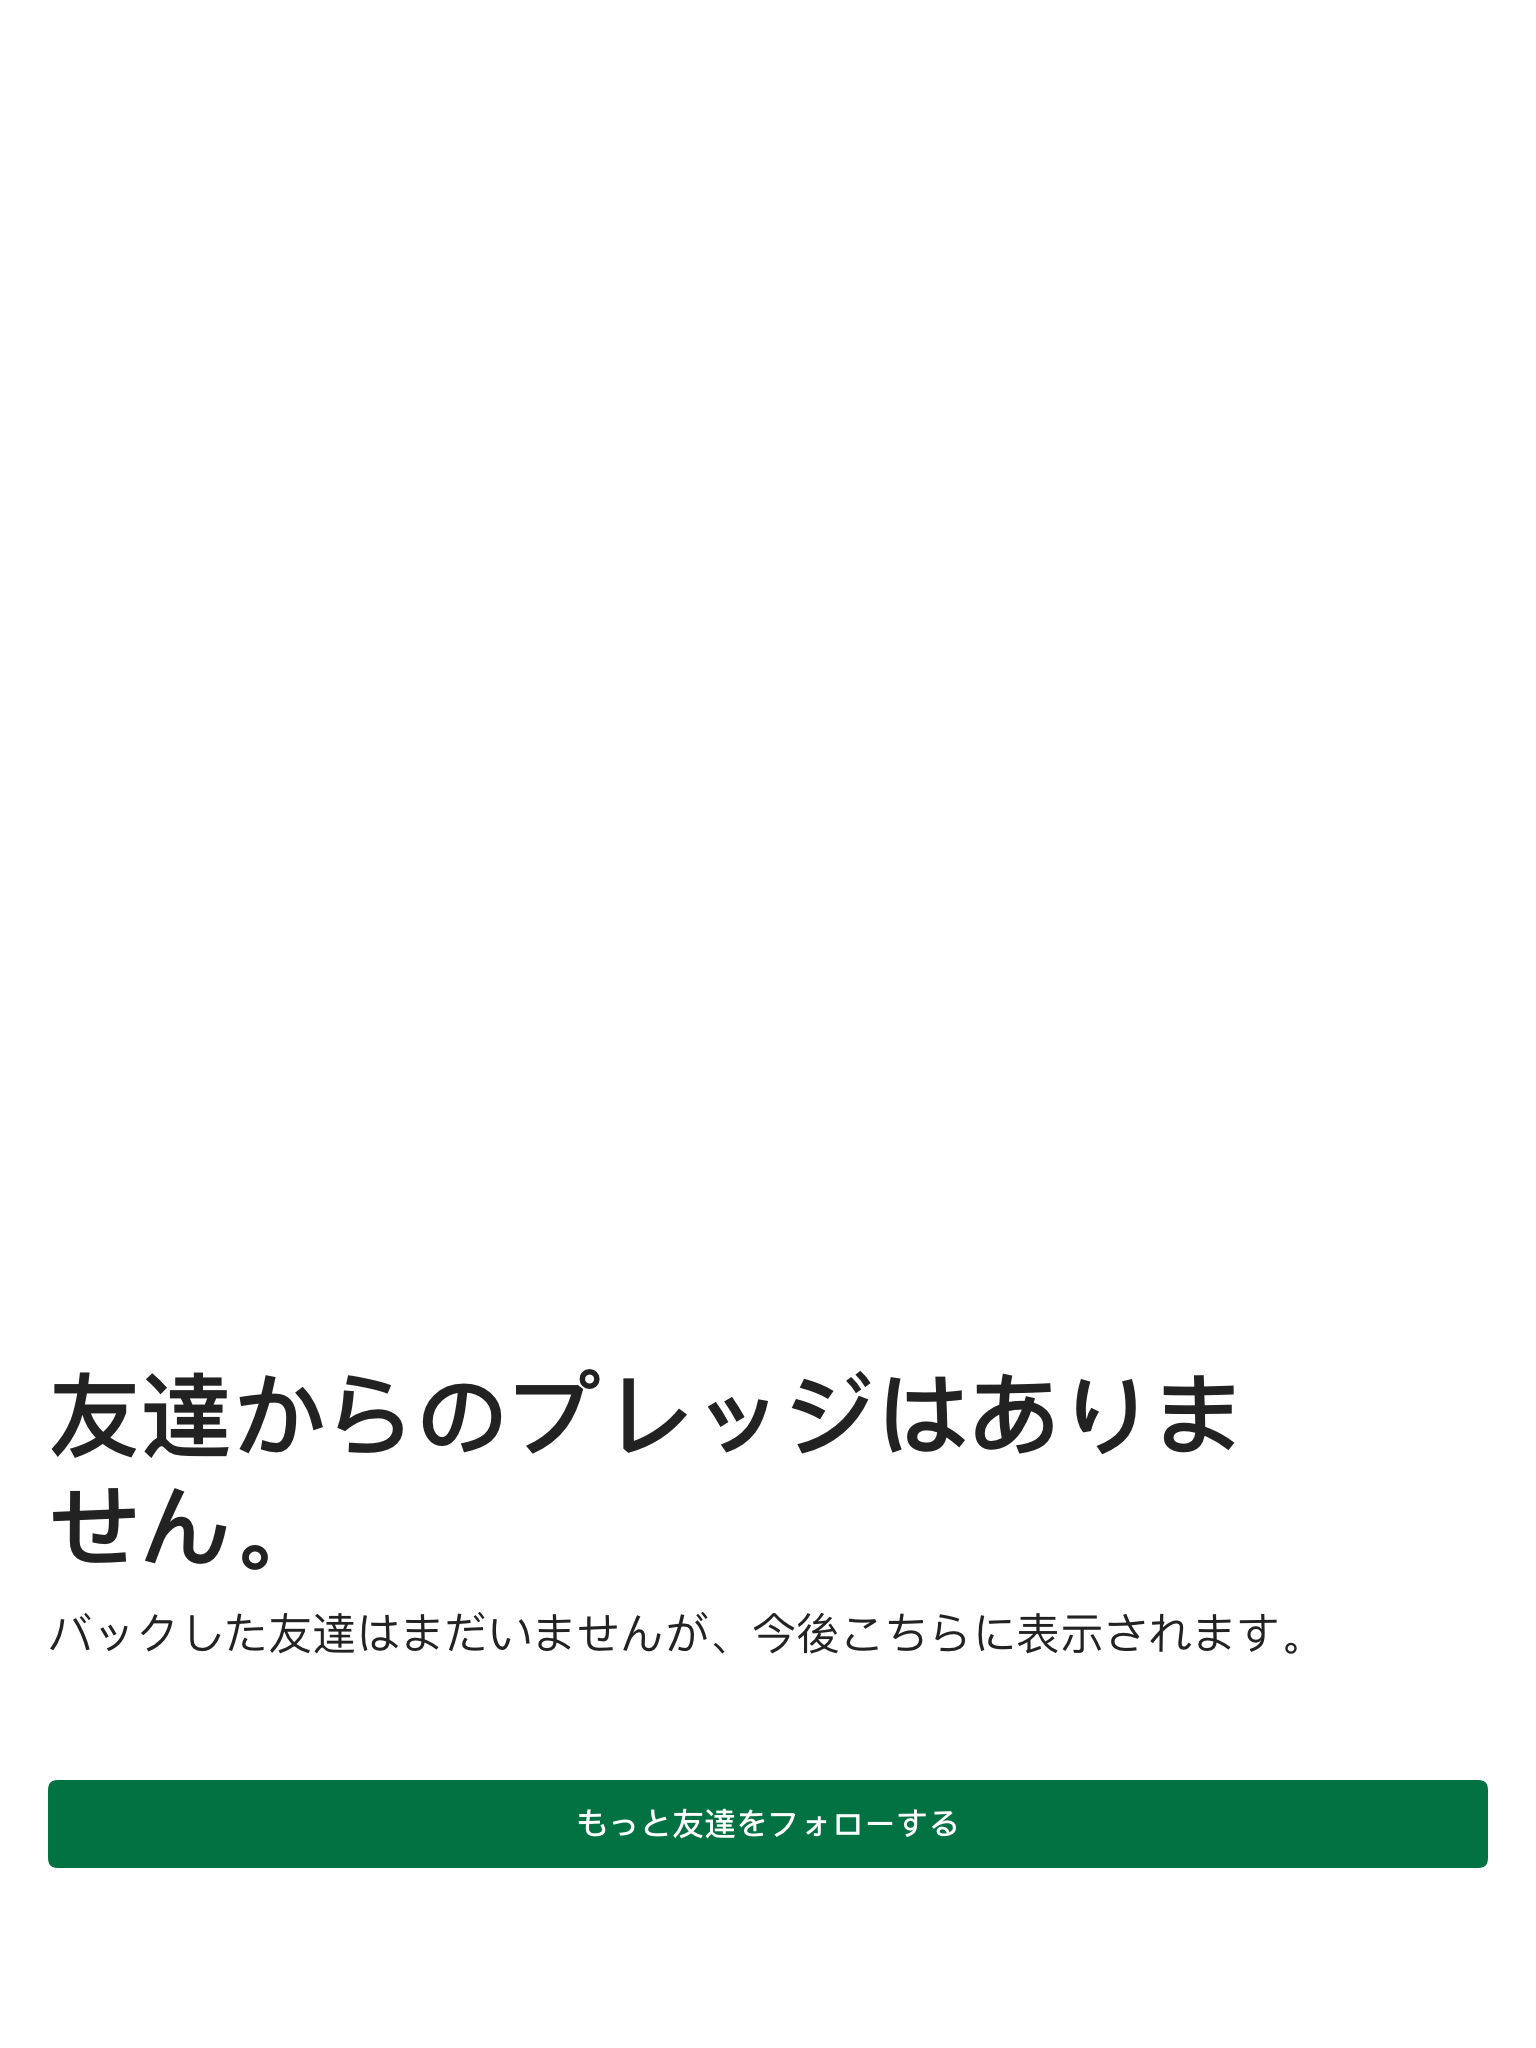 友達からのプレッジはありま
せん。
バックした友達はまだいませんが、今後こちらに表示されます。
もっと友達をフォローする